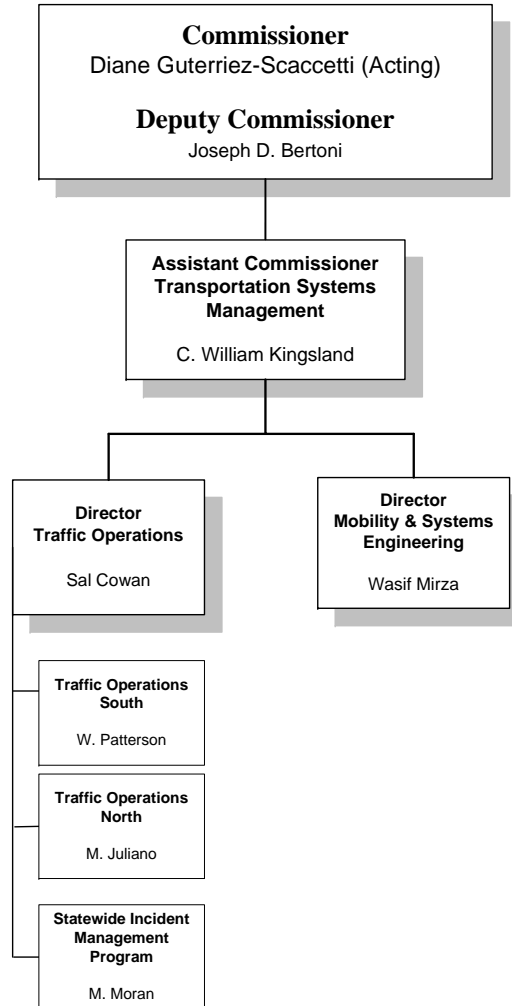 Commissioner
Diane Guterriez-Scaccetti (Acting)
Deputy Commissioner
Joseph D. Bertoni
Assistant Commissioner
Transportation Systems
Management
C. William Kingsland
Director
Traffic Operations
Sal Cowan
Director
Mobility & Systems
Engineering
Wasif Mirza
Traffic Operations
South
W. Patterson
Traffic Operations
North
M. Juliano
Statewide Incident
Management
Program
M. Moran